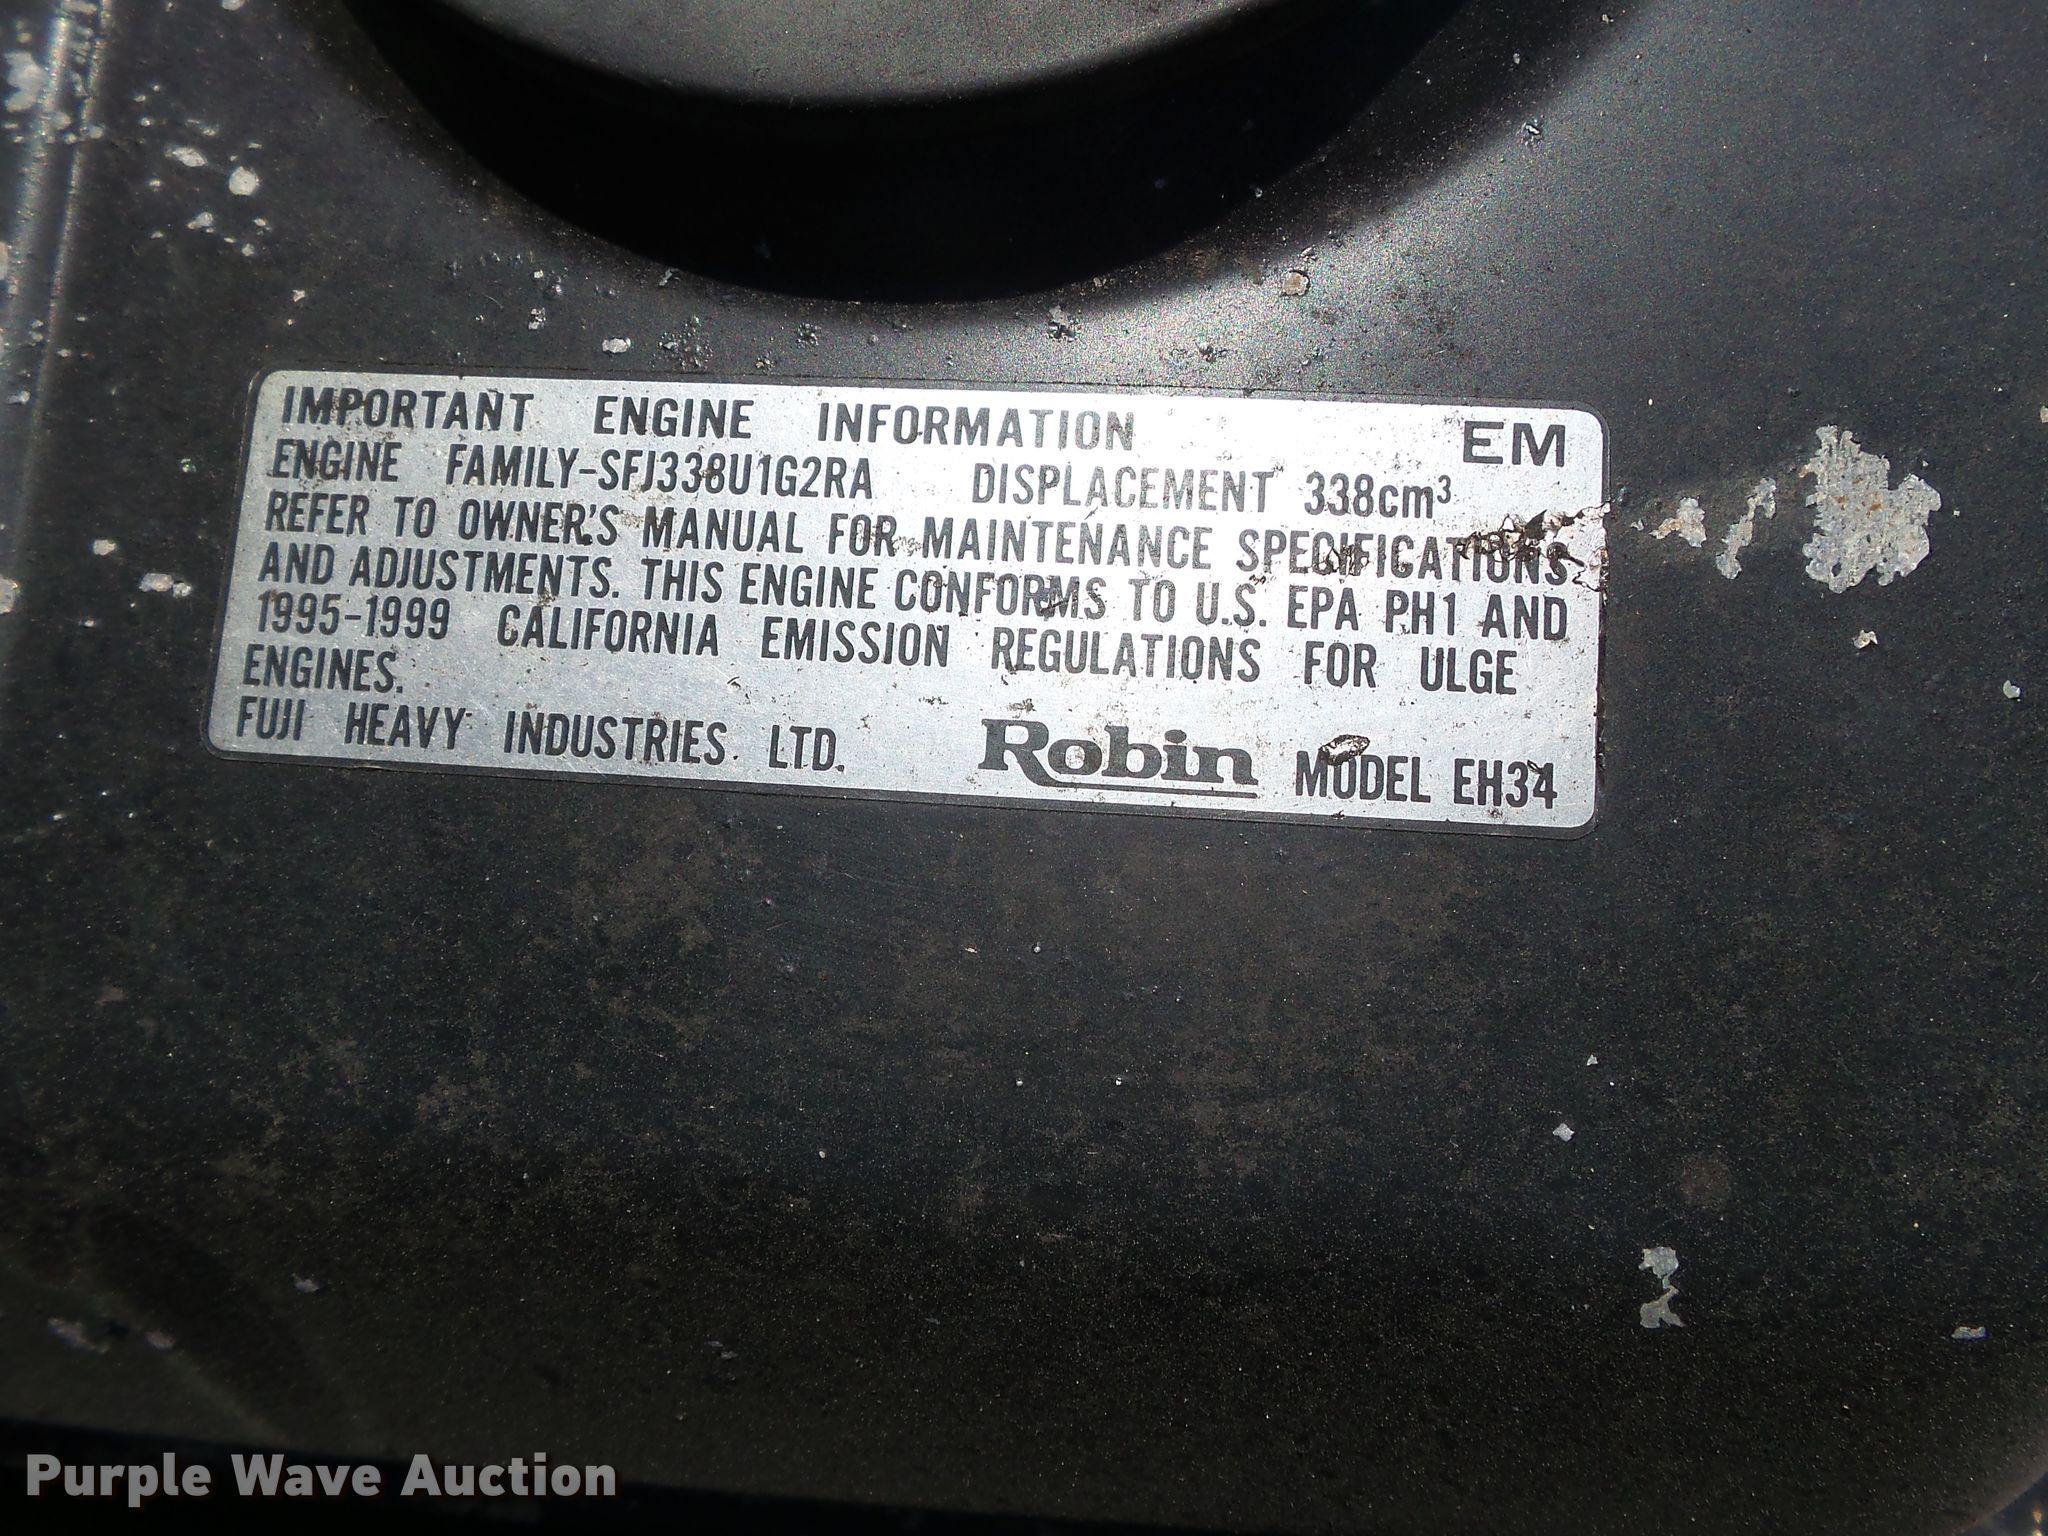 IMPORTANT ENGINE INFORMATION EM
ENGINE FAMILY-SFJ338U1G2RA DISPLACEMENT 338cm³
REFER TO OWNER'S MANUAL FOR MAINTENANCE SPECIFICATIONS
AND ADJUSTMENTS. THIS ENGINE CONFORMS TO U.S. EPA PH1 AND
1995-1999 CALIFORNIA EMISSION REGULATIONS FOR ULGE
ENGINES.
FUJI HEAVY INDUSTRIES LTD. Robin MODEL EH34
Purple Wave Auction